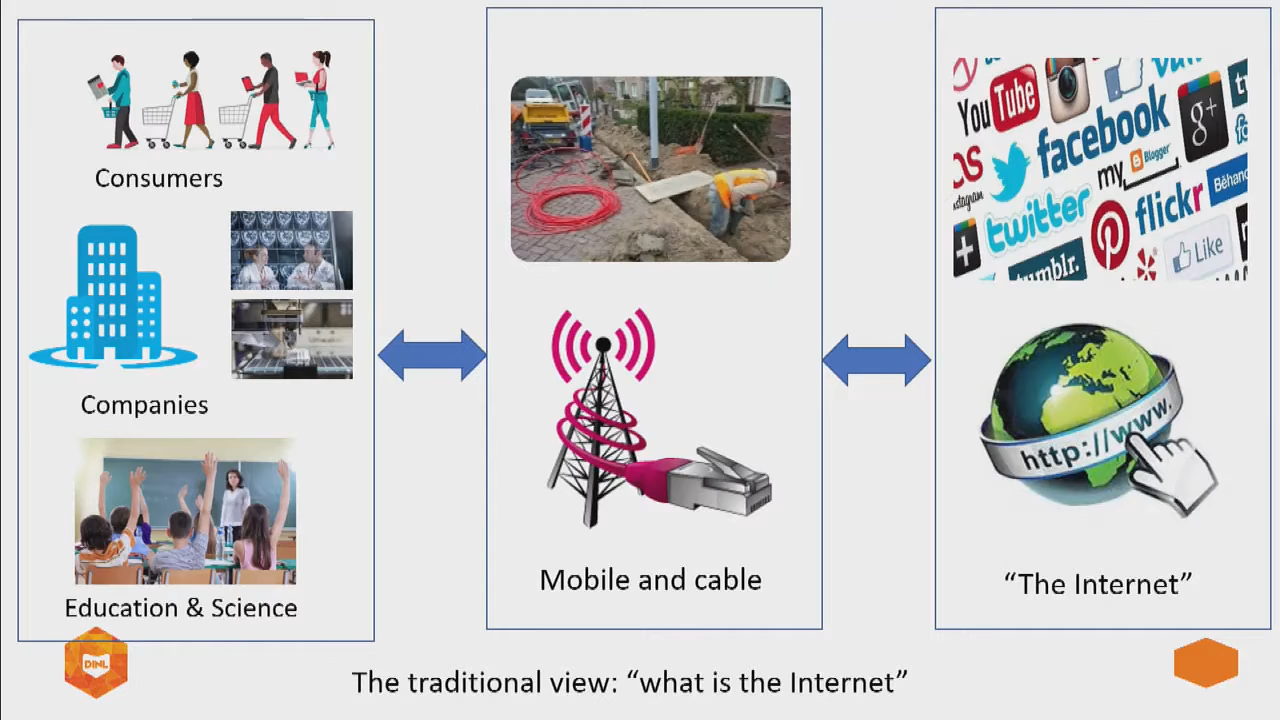 Consumers
Companies
Education & Science
DINL
Mobile and cable
You Tube
facebook
g+
twitter
my
Blogger
flickr
Behanc
tumblr.
Like
http://www.
“The Internet”
The traditional view: “what is the Internet”